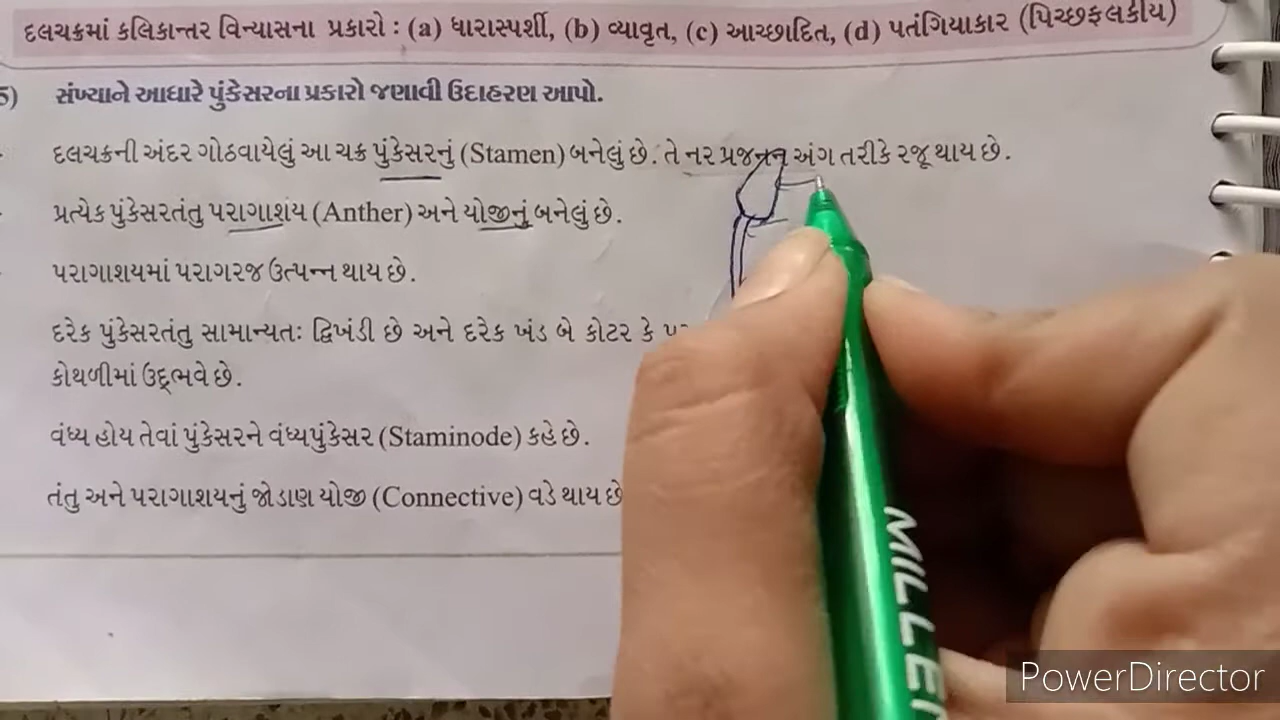 દલચક્રમાં કલિકાન્તર વિન્યાસના પ્રકારો : (a) ધારાસ્પર્શી, (b) વ્યાવૃત, (c) આચ્છાદિત, (d) પતંગિયાકાર (પિચ્છફલકીય)
સંખ્યાને આધારે પુંકેસરના પ્રકારો જણાવી ઉદાહરણ આપો.
દલચક્રની અંદર ગોઠવાયેલું આ ચક્ર પુંકેસરનું (Stamen) બનેલું છે. તે નર પ્રજનન અંગ તરીકે રજૂ થાય છે.
પ્રત્યેક પુંકેસરતંતુ પરાગાશય (Anther) અને યોજીનું બનેલું છે.
પરાગાશયમાં પરાગરજ ઉત્પન્ન થાય છે.
દરેક પુંકેસરતંતુ સામાન્યતઃ દ્વિખંડી છે અને દરેક ખંડ બે કોટર કે
કોથળીમાં ઉદ્ભવે છે.
વંધ્ય હોય તેવાં પુંકેસરને વંધ્યપુંકેસર (Staminode) કહે છે.
તંતુ અને પરાગાશયનું જોડાણ યોજી (Connective) વડે થાય છે
PowerDirector